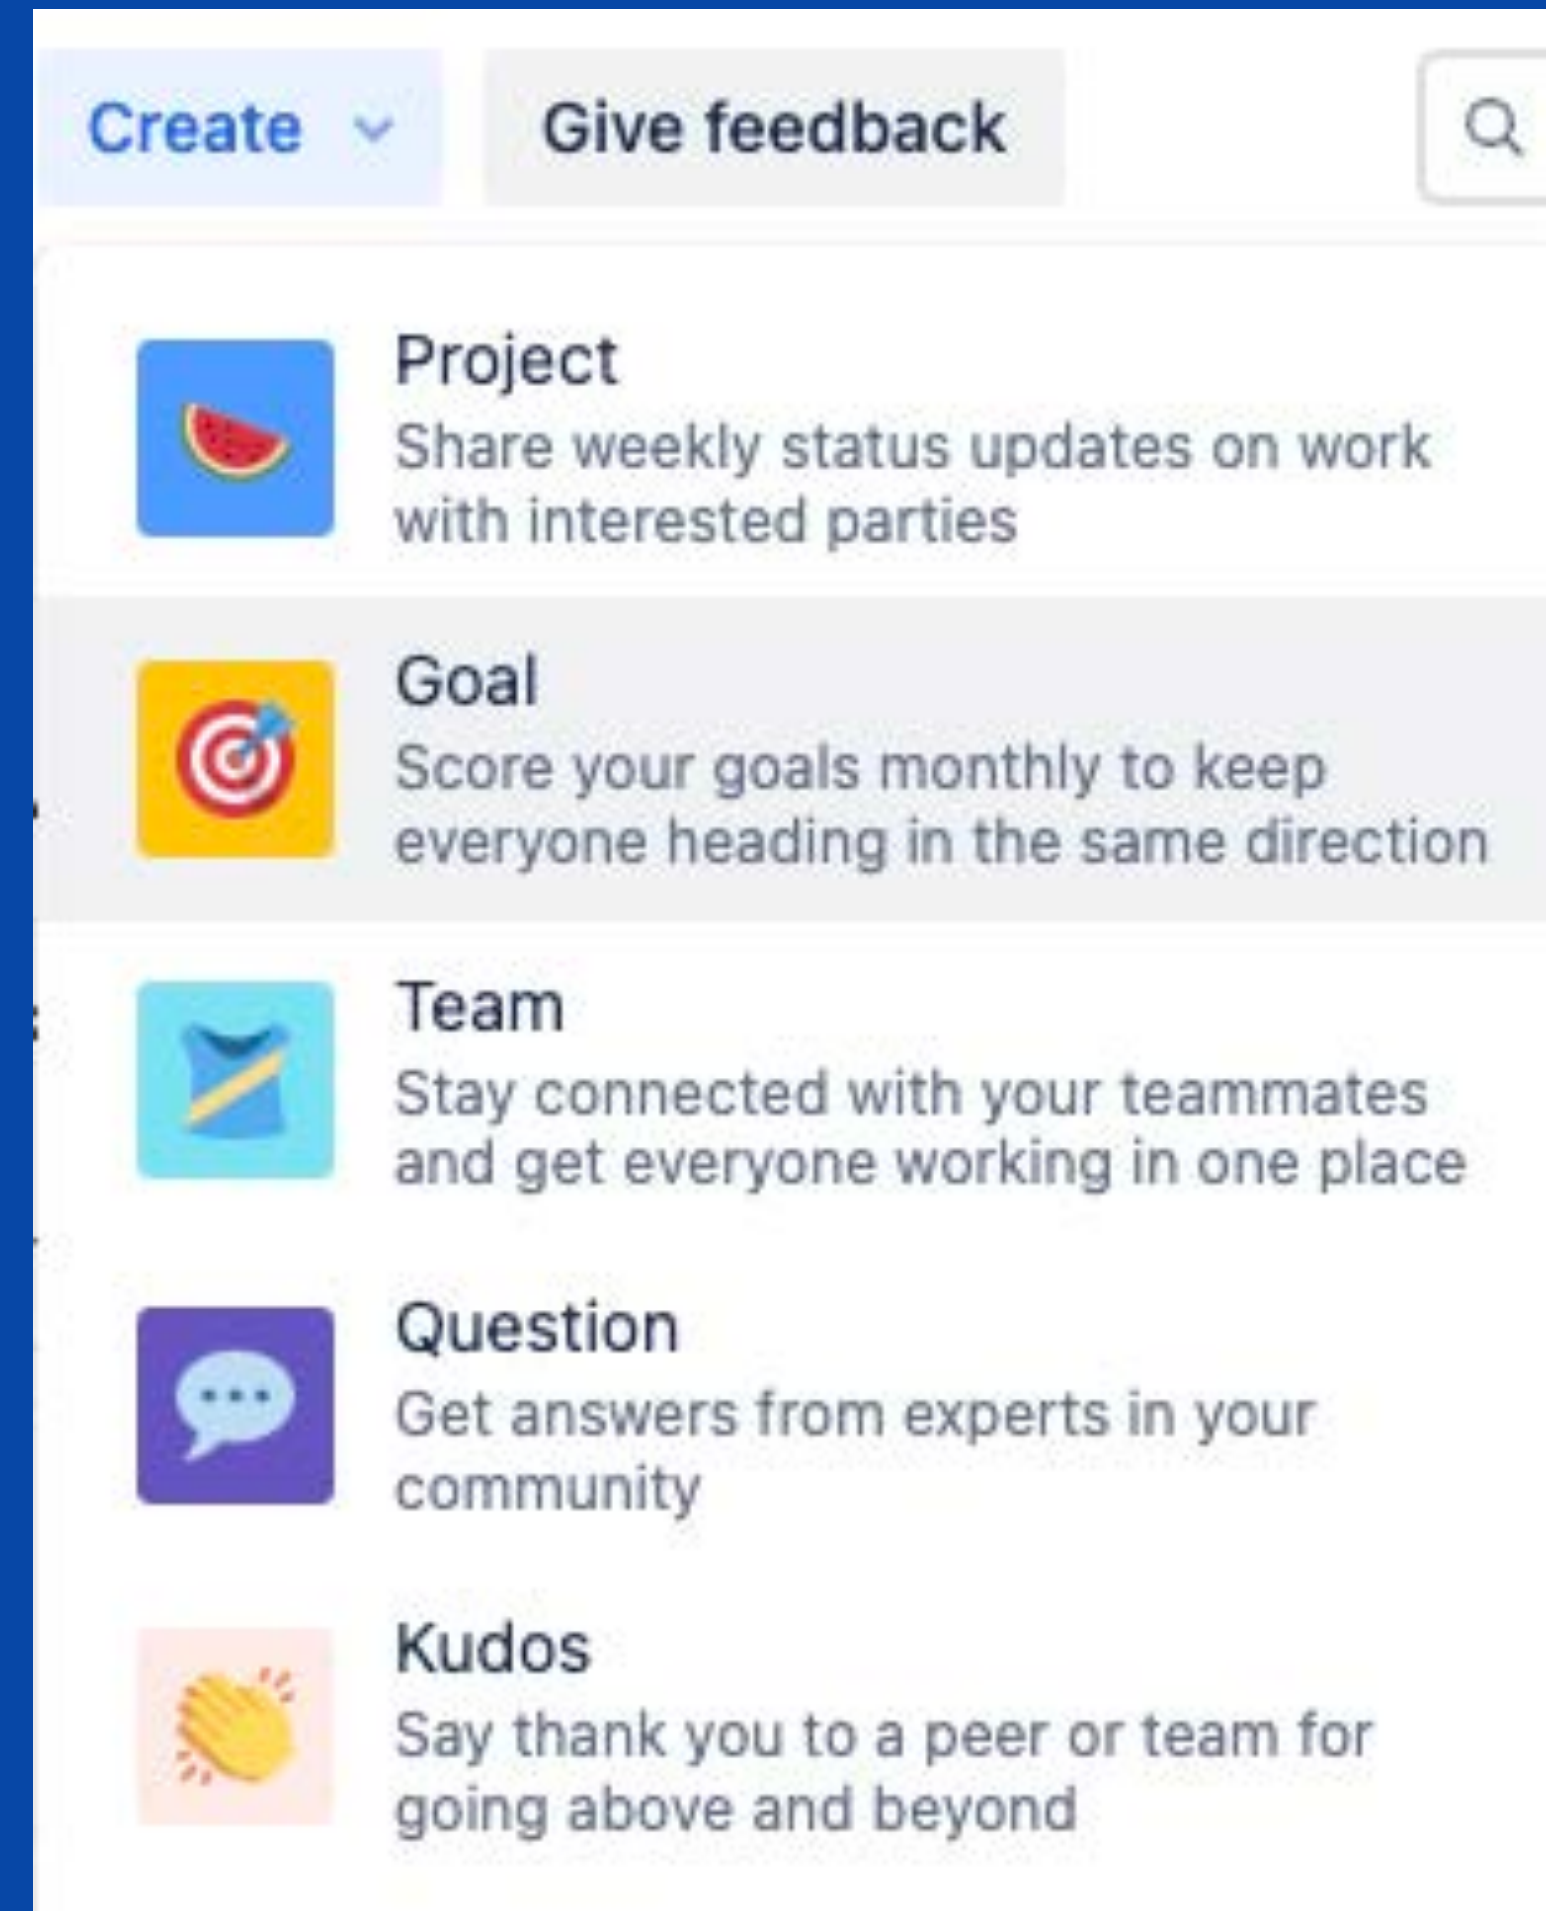 Create Give feedback
Project
Share weekly status updates on work
with interested parties
Goal
Score your goals monthly to keep
everyone heading in the same direction
Team
Stay connected with your teammates
and get everyone working in one place
Question
Get answers from experts in your
community
Kudos
Say thank you to a peer or team for
going above and beyond